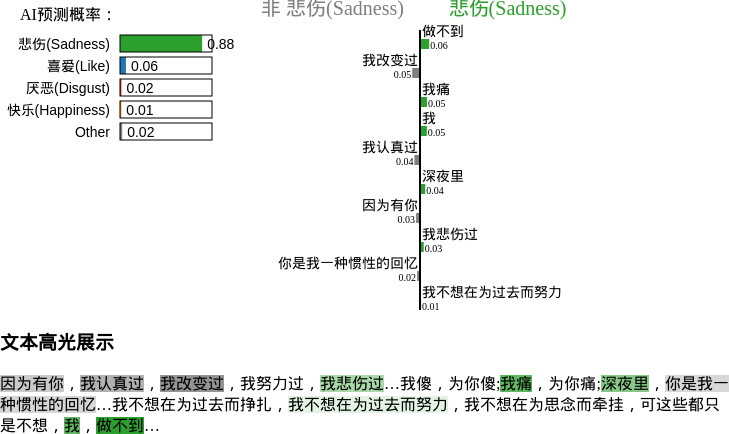 AI预测概率：
悲伤(Sadness) 0.88
喜爱(Like) 0.06
厌恶(Disgust) 0.02
快乐(Happiness) 0.01
Other 0.02
非 悲伤(Sadness) 悲伤(Sadness)
做不到
0.06
我改变过
0.05
我痛
0.05
我
0.05
我认真过
0.04
深夜里
0.04
因为有你
0.03
我悲伤过
0.03
你是我一种惯性的回忆
0.02
我不想在为过去而努力
0.01
文本高光展示
因为有你，我认真过，我改变过，我努力过，我悲伤过…我傻，为你傻;我痛，为你痛;深夜里，你是我一
种惯性的回忆…我不想在为过去而挣扎，我不想在为过去而努力，我不想在为思念而牵挂，可这些都只
是不想，我，做不到…